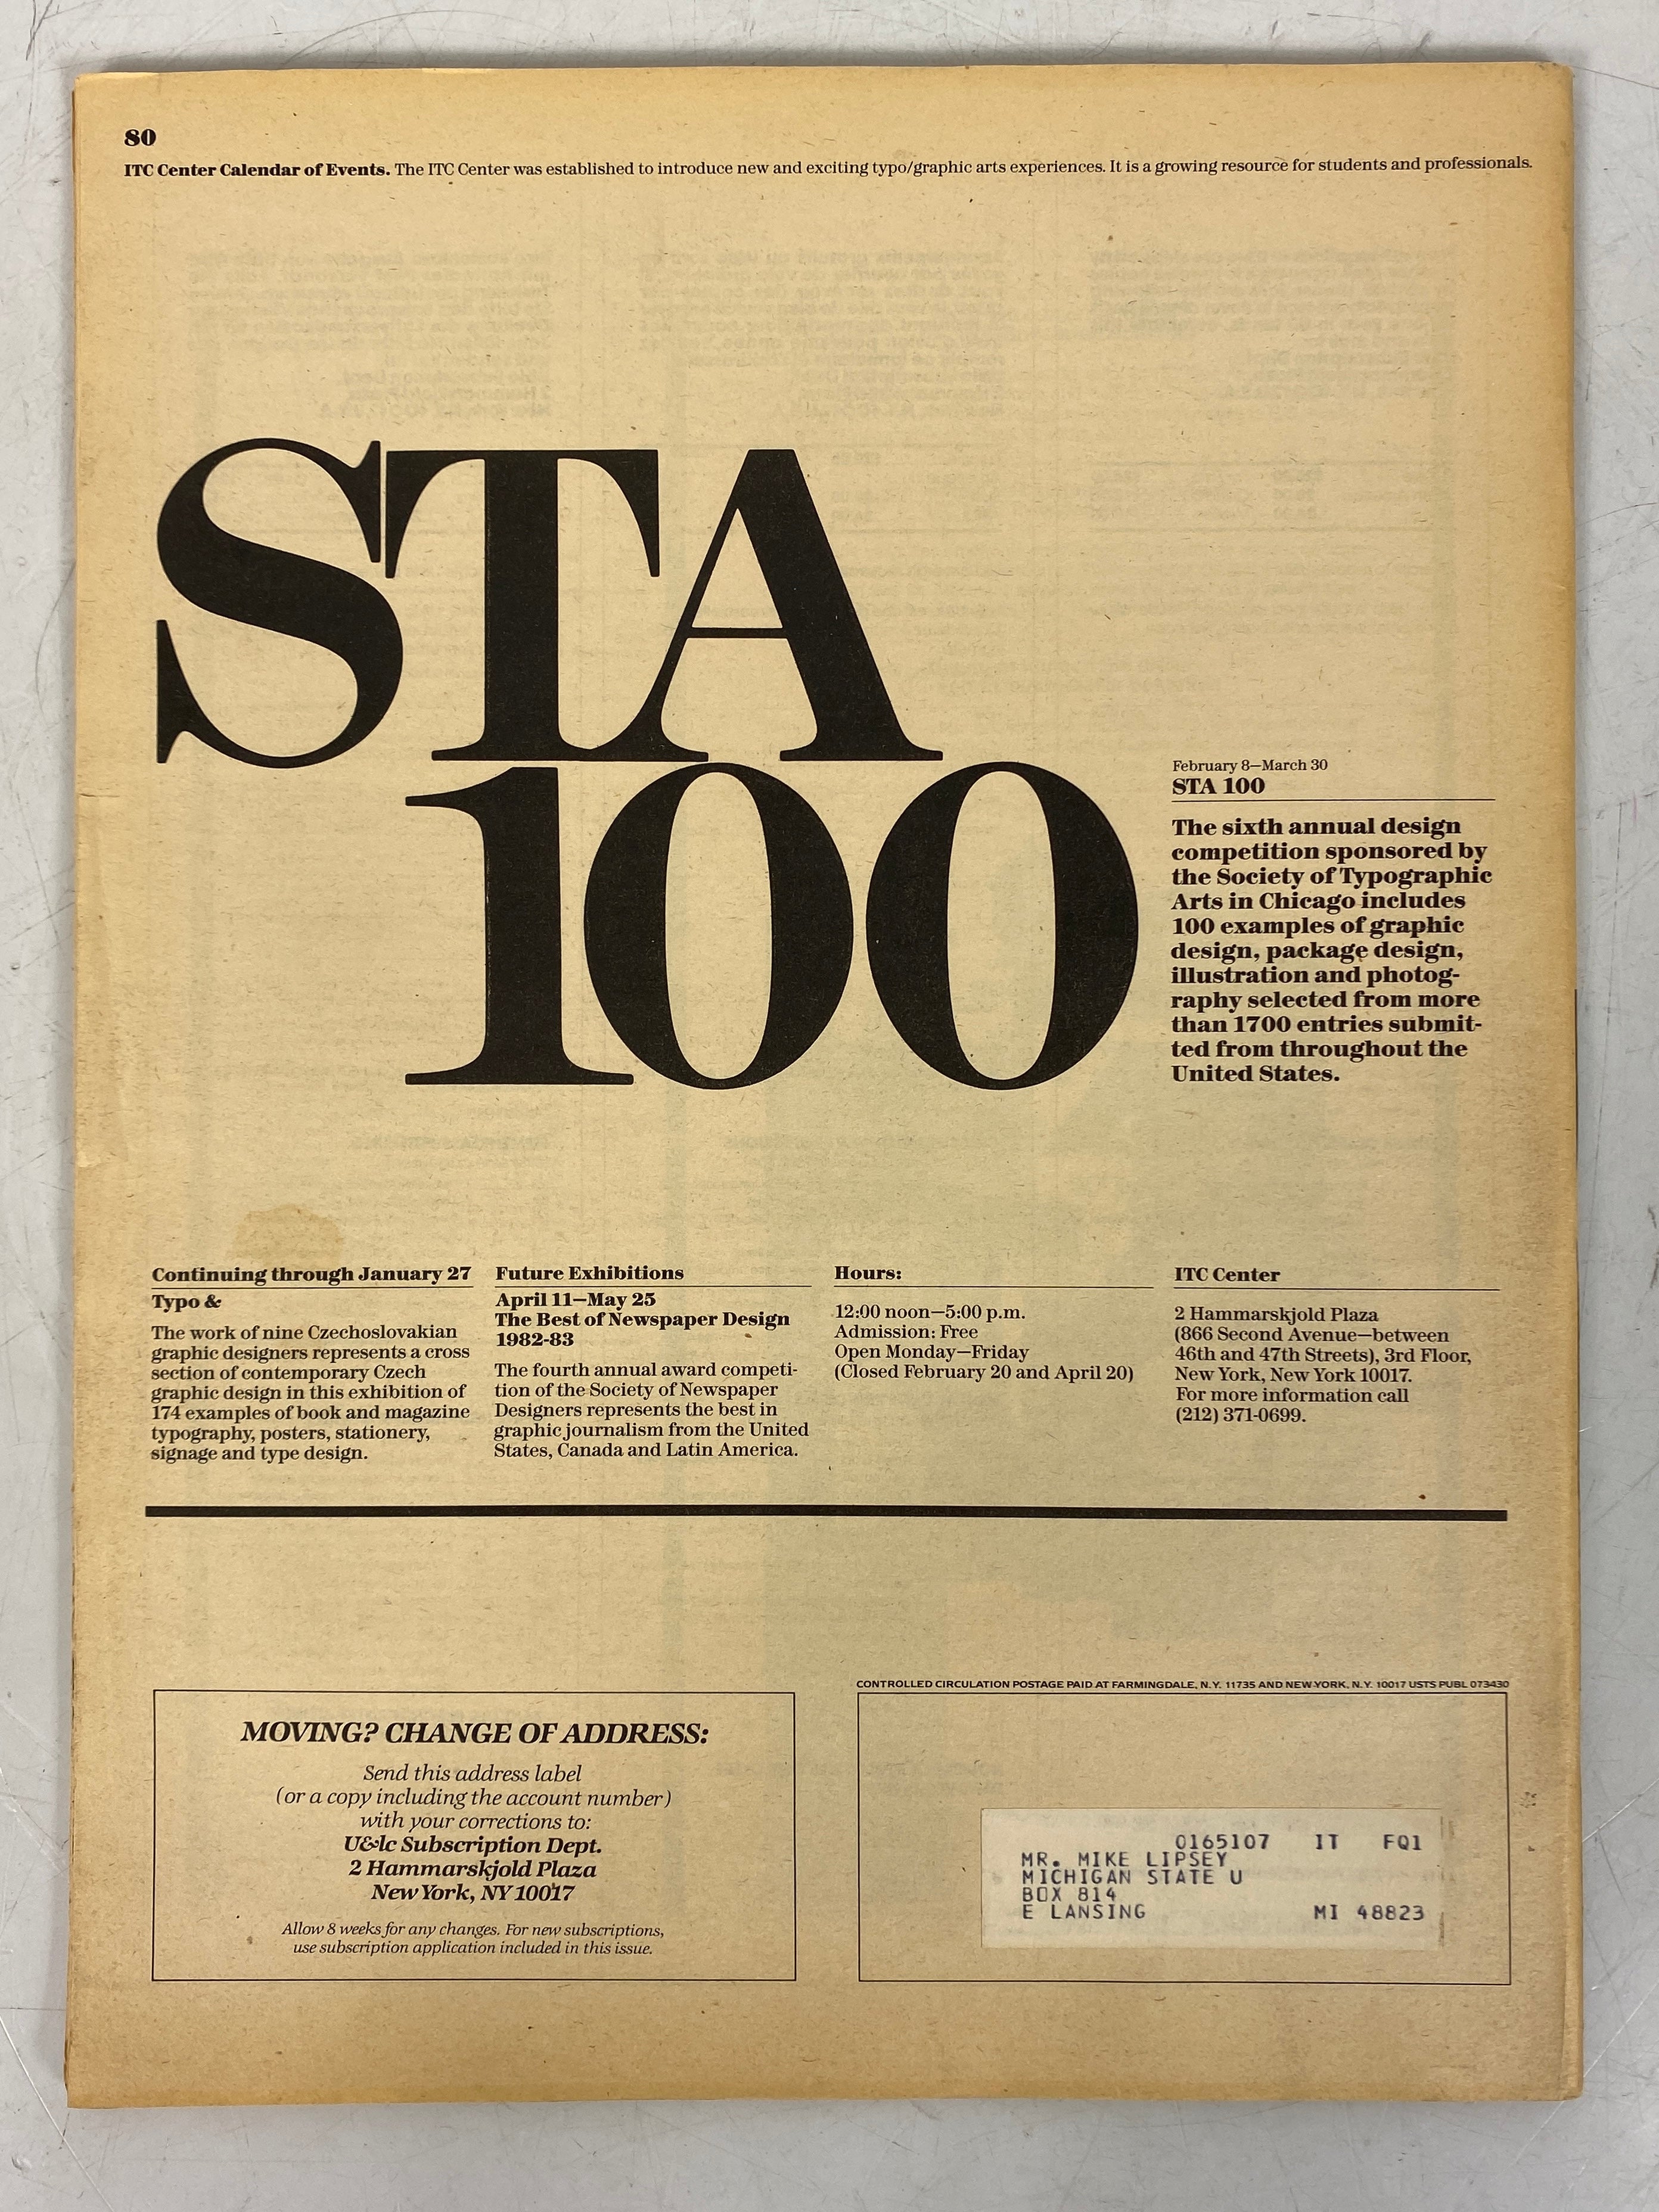 80
ITC Center Calendar of Events. The ITC Center was established to introduce new and exciting typo/graphic arts experiences. It is a growing resource for students and professionals.
STA
100
February 8—March 30
STA 100
The sixth annual design
competition sponsored by
the Society of Typographic
Arts in Chicago includes
100 examples of graphic
design, package design,
illustration and photog-
raphy selected from more
than 1700 entries submit-
ted from throughout the
United States.
Continuing through January 27
Typo &
The work of nine Czechoslovakian
graphic designers represents a cross
section of contemporary Czech
graphic design in this exhibition of
174 examples of book and magazine
typography, posters, stationery,
signage and type design.
Future Exhibitions
April 11—May 25
The Best of Newspaper Design
1982-83
The fourth annual award competi-
tion of the Society of Newspaper
Designers represents the best in
graphic journalism from the United
States, Canada and Latin America.
Hours:
12:00 noon—5:00 p.m.
Admission: Free
Open Monday—Friday
(Closed February 20 and April 20)
ITC Center
2 Hammarskjold Plaza
(866 Second Avenue—between
46th and 47th Streets), 3rd Floor,
New York, New York 10017.
For more information call
(212) 371-0699.
MOVING? CHANGE OF ADDRESS:
Send this address label
(or a copy including the account number)
with your corrections to:
U&lc Subscription Dept.
2 Hammarskjold Plaza
New York, NY 10017
Allow 8 weeks for any changes. For new subscriptions,
use subscription application included in this issue.
CONTROLLED CIRCULATION POSTAGE PAID AT FARMINGDALE, N.Y. 11735 AND NEW YORK, N.Y. 10017 USTS PUBL 073430
0165107 IT FQ1
MR. MIKE LIPSEY
MICHIGAN STATE U
BOX 814
E LANSING MI 48823